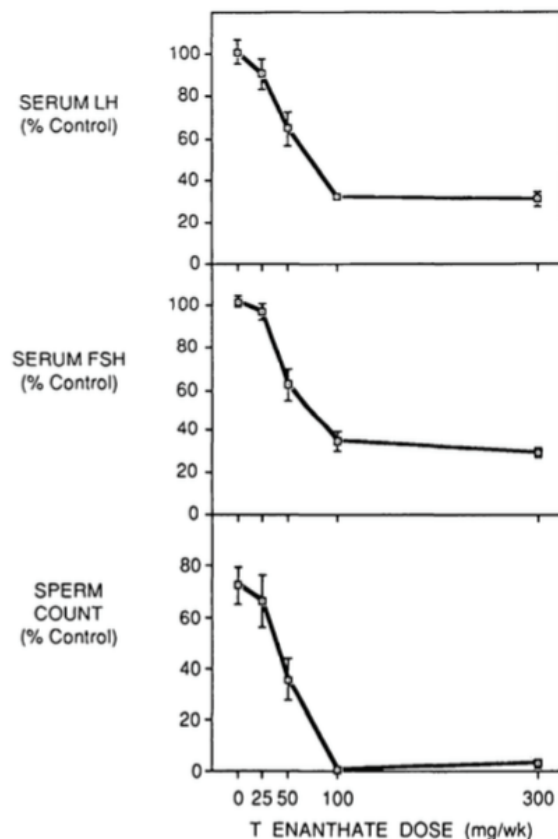 100
80
SERUM LH
(% Control)
60
40
20
0
100
80
SERUM FSH
(% Control)
60
40
20
0
80
SPERM
COUNT
(% Control)
60
40
20
0
0 25 50 100 300
T ENANTHATE DOSE (mg/wk)